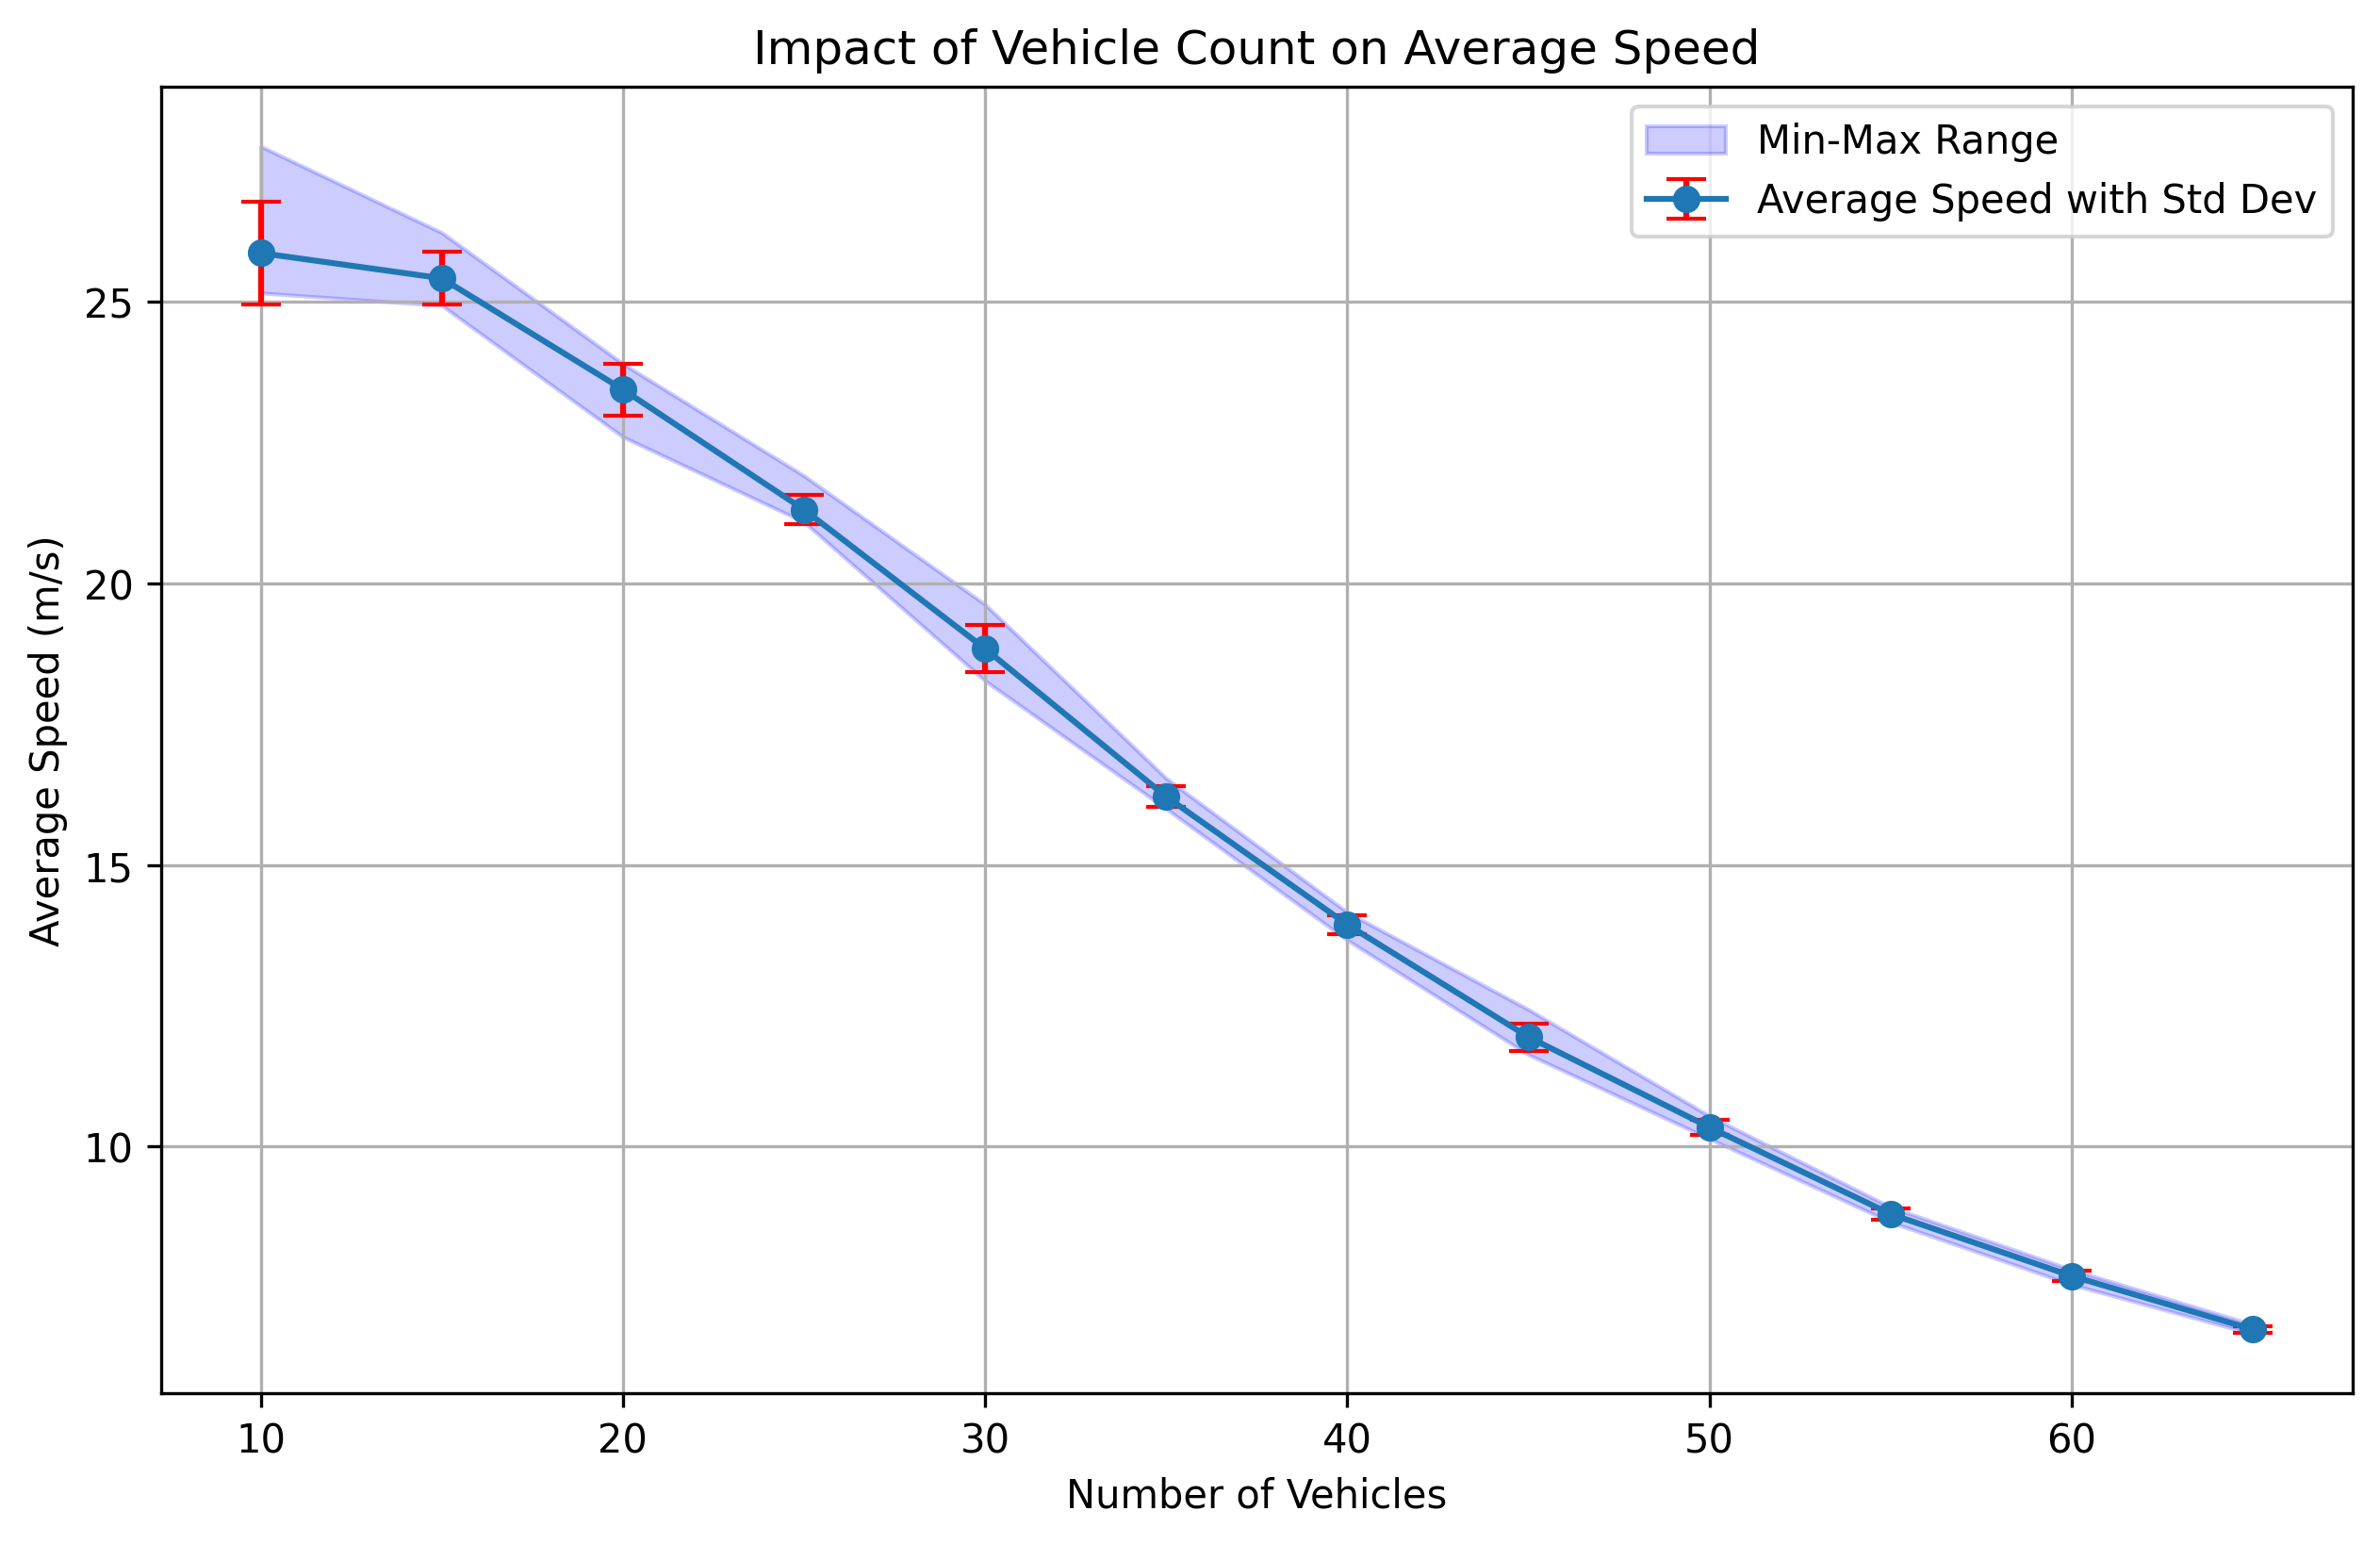 Impact of Vehicle Count on Average Speed
Min-Max Range
Average Speed with Std Dev
Average Speed (m/s)
25
20
15
10
10 20 30 40 50 60
Number of Vehicles